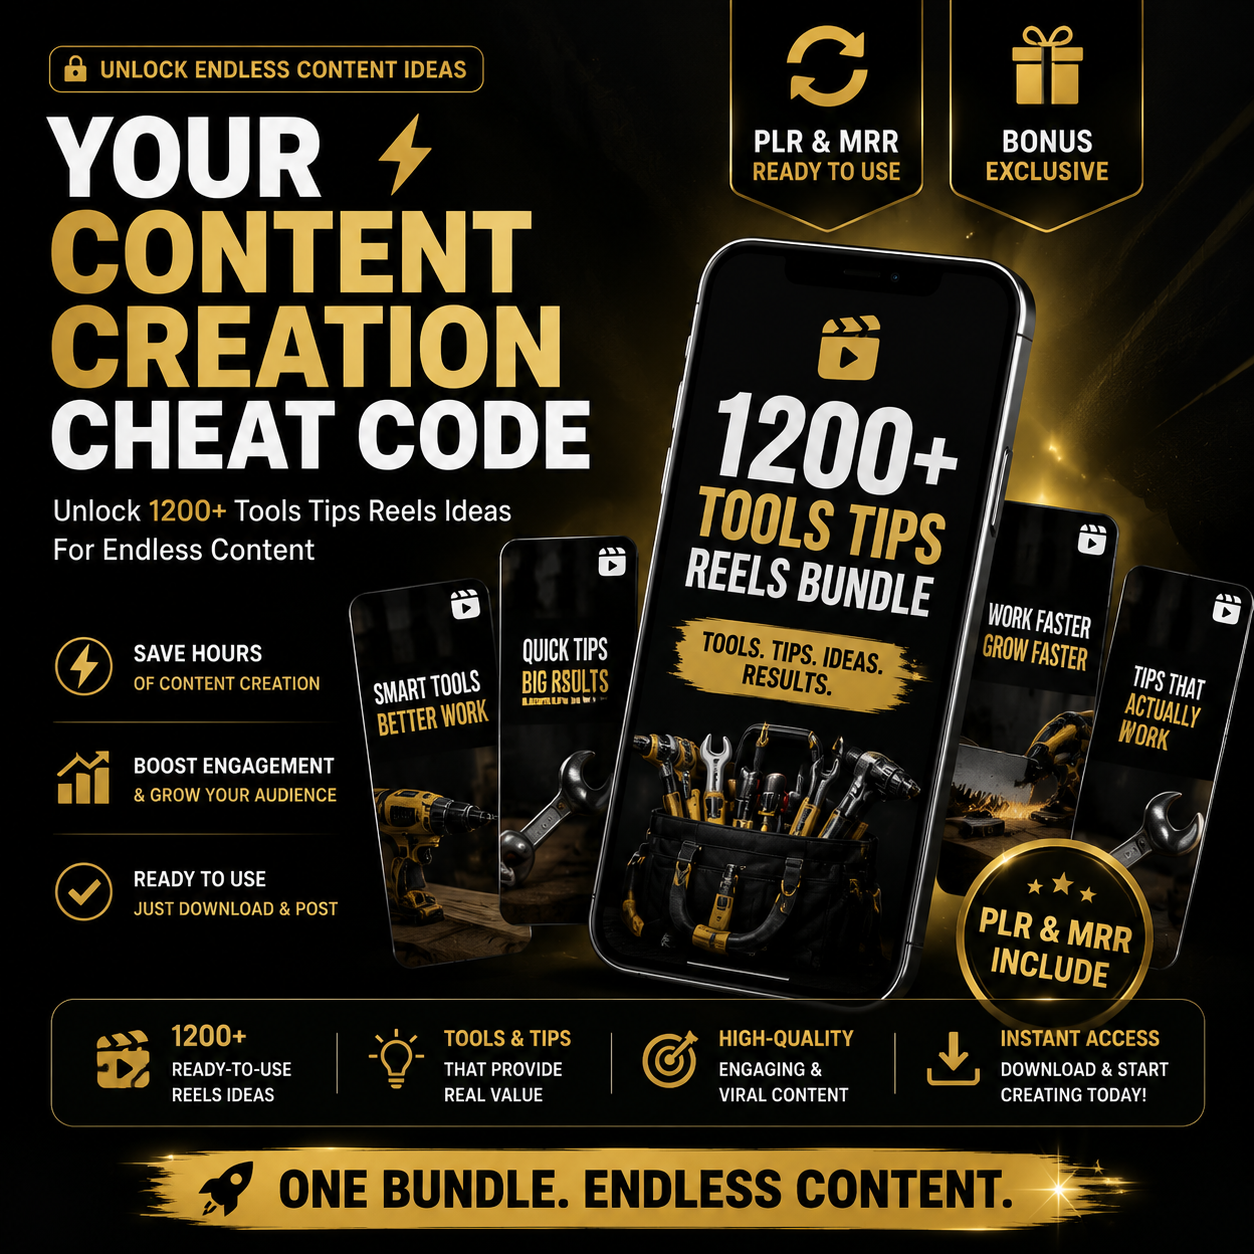 UNLOCK ENDLESS CONTENT IDEAS
YOUR
CONTENT
CREATION
CHEAT CODE
Unlock 1200+ Tools Tips Reels Ideas
For Endless Content
SAVE HOURS
OF CONTENT CREATION
BOOST ENGAGEMENT
& GROW YOUR AUDIENCE
READY TO USE
JUST DOWNLOAD & POST
PLR & MRR
READY TO USE
BONUS
EXCLUSIVE
1200+
TOOLS TIPS
REELS BUNDLE
TOOLS. TIPS. IDEAS.
RESULTS.
SMART TOOLS
BETTER WORK
QUICK TIPS
BIG RSULTS
WORK FASTER
GROW FASTER
TIPS THAT
ACTUALLY
WORK
PLR & MRR
INCLUDE
1200+
READY-TO-USE
REELS IDEAS
TOOLS & TIPS
THAT PROVIDE
REAL VALUE
HIGH-QUALITY
ENGAGING &
VIRAL CONTENT
INSTANT ACCESS
DOWNLOAD & START
CREATING TODAY!
ONE BUNDLE. ENDLESS CONTENT.